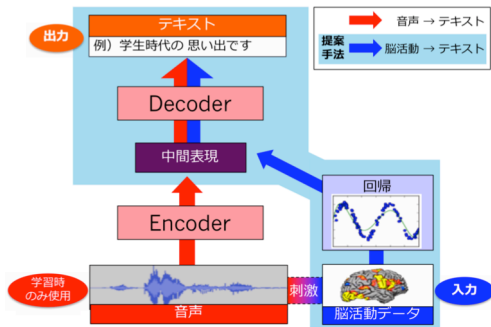 出力
テキスト
例）学生時代の 思い出です
音声 → テキスト
提案
手法
脳活動 → テキスト
Decoder
中間表現
回帰
Encoder
学習時
のみ使用
音声
刺激
脳活動データ
入力